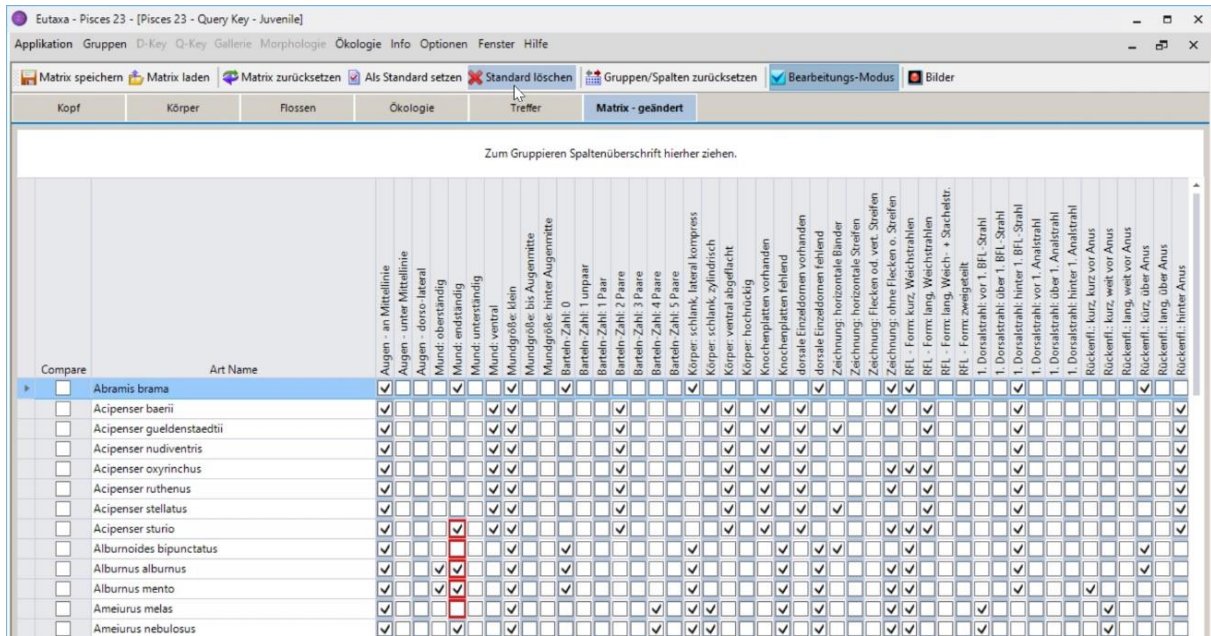 Eutaxa - Pisces 23 - [Pisces 23 - Query Key - Juvenile]
Applikation Gruppen D-Key Q-Key Gallerie Morphologie Ökologie Info Optionen Fenster Hilfe
Matrix speichern Matrix laden Matrix zurücksetzen Als Standard setzen Standard löschen Gruppen/Spalten zurücksetzen Bearbeitungs-Modus Bilder
Kopf Körper Flossen Ökologie Treffer Matrix - geändert
Zum Gruppieren Spaltenüberschrift hierher ziehen.
Compare
Art Name
Augen - an Mittellinie
Augen - unter Mittellinie
Augen - dorso-lateral
Mund: oberständig
Mund: endständig
Mund: unterständig
Mund: ventral
Mundgröße: klein
Mundgröße: bis Augenmitte
Mundgröße: hinter Augenmitte
Barteln-Zahl: 0
Barteln-Zahl: 1 unpaar
Barteln-Zahl: 1 Paar
Barteln-Zahl: 2 Paare
Barteln-Zahl: 3 Paare
Barteln-Zahl: 4 Paare
Barteln-Zahl: 5 Paare
Körper: schlank, lateral kompress
Körper: schlank, zylindrisch
Körper: ventral abgeflacht
Körper: hochrückig
Knochenplatten vorhanden
Knochenplatten fehlend
dorsale Einzeldornen vorhanden
dorsale Einzeldornen fehlend
Zeichnung: horizontale Bänder
Zeichnung: horizontale Streifen
Zeichnung: Flecken od. vert. Streifen
Zeichnung: ohne Flecken o. Streifen
RFL - Form: kurz, Weichstrahlen
RFL - Form: lang, Weichstrahlen
RFL - Form: lang, Weich- + Stachelstr.
RFL - Form: zweigeteilt
1. Dorsalstrahl: vor 1. BFL-Strahl
1. Dorsalstrahl: über 1. BFL-Strahl
1. Dorsalstrahl: hinter 1. BFL-Strahl
1. Dorsalstrahl: vor 1. Analstrahl
1. Dorsalstrahl: über 1. Analstrahl
1. Dorsalstrahl: hinter 1. Analstrahl
Rückenfl.: kurz, kurz vor Anus
Rückenfl.: kurz, weit vor Anus
Rückenfl.: lang, weit vor Anus
Rückenfl.: kurz, über Anus
Rückenfl.: lang, über Anus
Rückenfl.: hinter Anus
Abramis brama
Acipenser baerii
Acipenser gueldenstaedtii
Acipenser nudiventris
Acipenser oxyrinchus
Acipenser ruthenus
Acipenser stellatus
Acipenser sturio
Alburnoides bipunctatus
Alburnus alburnus
Alburnus mento
Ameiurus melas
Ameiurus nebulosus